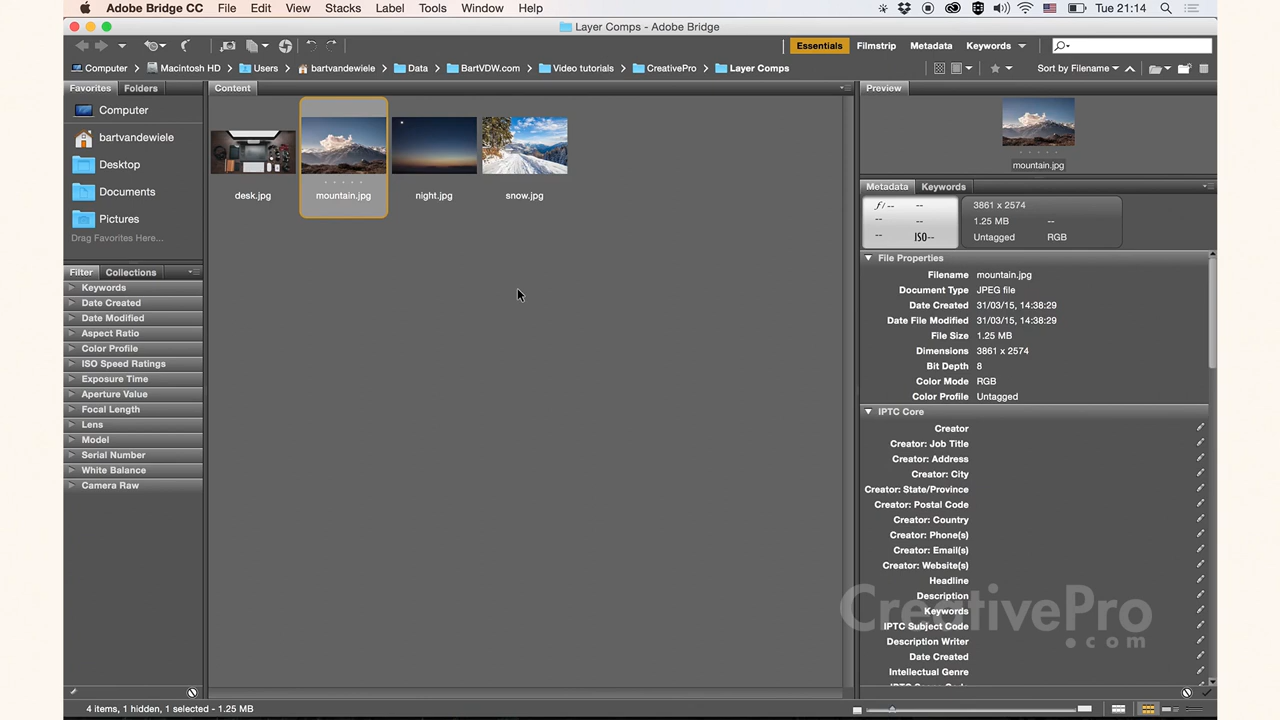 Adobe Bridge CC File Edit View Stacks Label Tools Window Help Tue 21:14
Layer Comps - Adobe Bridge
Essentials Filmstrip Metadata Keywords
Computer Macintosh HD Users bartvandewiele Data BartVDW.com Video tutorials CreativePro Layer Comps Sort by Filename
Favorites Folders
Computer
bartvandewiele
Desktop
Documents
Pictures
Drag Favorites Here...
Filter Collections
Keywords
Date Created
Date Modified
Aspect Ratio
Color Profile
ISO Speed Ratings
Exposure Time
Aperture Value
Focal Length
Lens
Model
Serial Number
White Balance
Camera Raw
Content
desk.jpg mountain.jpg night.jpg snow.jpg
Preview
mountain.jpg
Metadata Keywords
ƒ/-- --
-- --
-- ISO--
3861 x 2574
1.25 MB --
Untagged RGB
File Properties
Filename mountain.jpg
Document Type JPEG file
Date Created 31/03/15, 14:38:29
Date File Modified 31/03/15, 14:38:29
File Size 1.25 MB
Dimensions 3861 x 2574
Bit Depth 8
Color Mode RGB
Color Profile Untagged
IPTC Core
Creator
Creator: Job Title
Creator: Address
Creator: City
Creator: State/Province
Creator: Postal Code
Creator: Country
Creator: Phone(s)
Creator: Email(s)
Creator: Website(s)
Headline
Description
Keywords
IPTC Subject Code
Description Writer
Date Created
Intellectual Genre
CreativePro
.com
4 items, 1 hidden, 1 selected - 1.25 MB